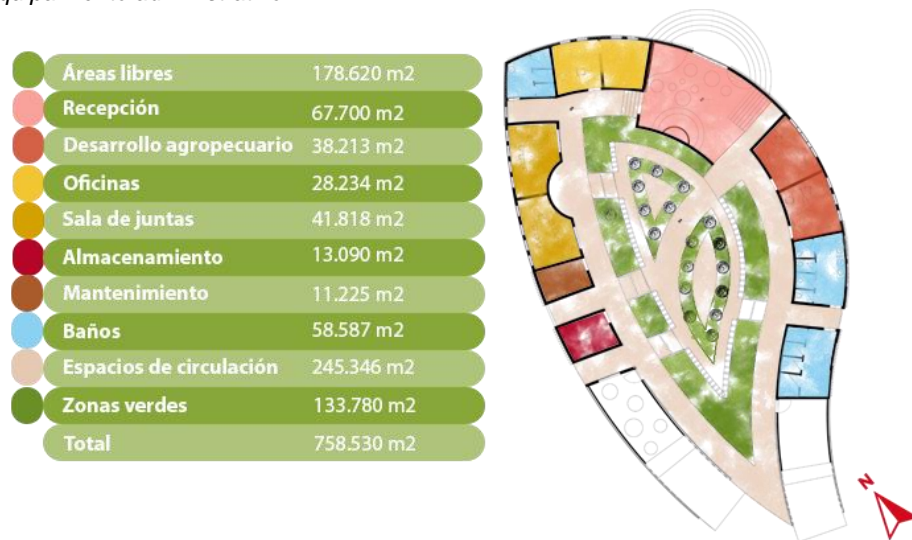 Áreas libres 178.620 m2
Recepción 67.700 m2
Desarrollo agropecuario 38.213 m2
Oficinas 28.234 m2
Sala de juntas 41.818 m2
Almacenamiento 13.090 m2
Mantenimiento 11.225 m2
Baños 58.587 m2
Espacios de circulación 245.346 m2
Zonas verdes 133.780 m2
Total 758.530 m2
N